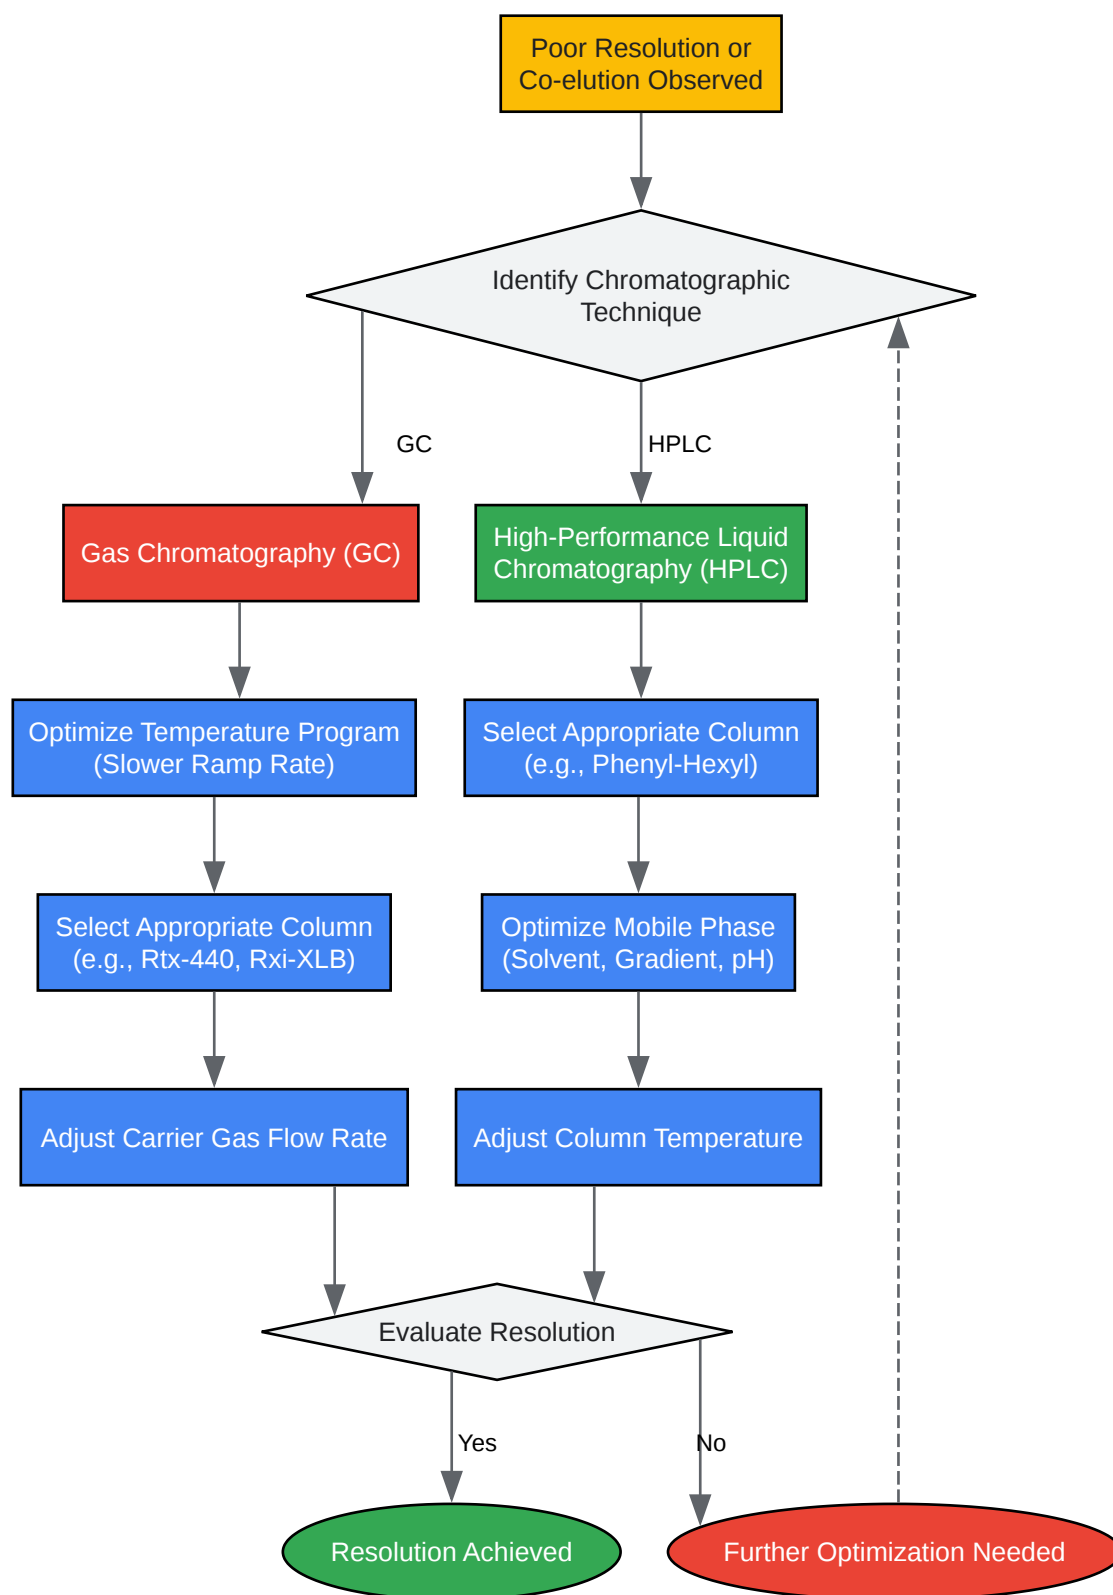 Poor Resolution or
Co-elution Observed
Identify Chromatographic
Technique
GC
HPLC
Gas Chromatography (GC)
High-Performance Liquid
Chromatography (HPLC)
Optimize Temperature Program
(Slower Ramp Rate)
Select Appropriate Column
(e.g., Phenyl-Hexyl)
Select Appropriate Column
(e.g., Rtx-440, Rxi-XLB)
Optimize Mobile Phase
(Solvent, Gradient, pH)
Adjust Carrier Gas Flow Rate
Adjust Column Temperature
Evaluate Resolution
Yes
No
Resolution Achieved
Further Optimization Needed